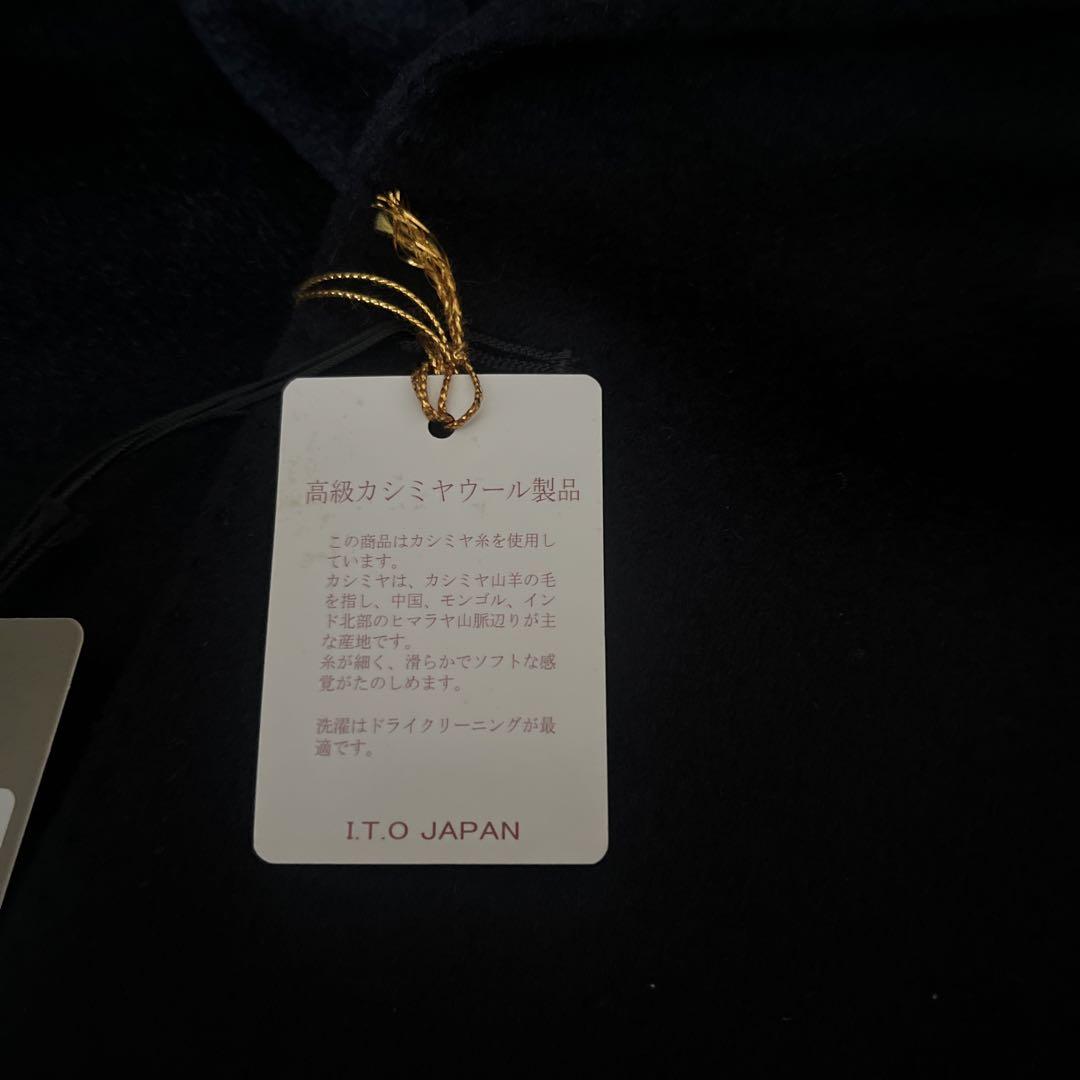 高級カシミヤウール製品
この商品はカシミヤ糸を使用し
ています。
カシミヤは、カシミヤ山羊の毛
を指し、中国、モンゴル、イン
ド北部のヒマラヤ山脈辺りが主
な産地です。
糸が細く、滑らかでソフトな感
覚がたのしめます。
洗濯はドライクリーニングが最
適です。
I.T.O JAPAN